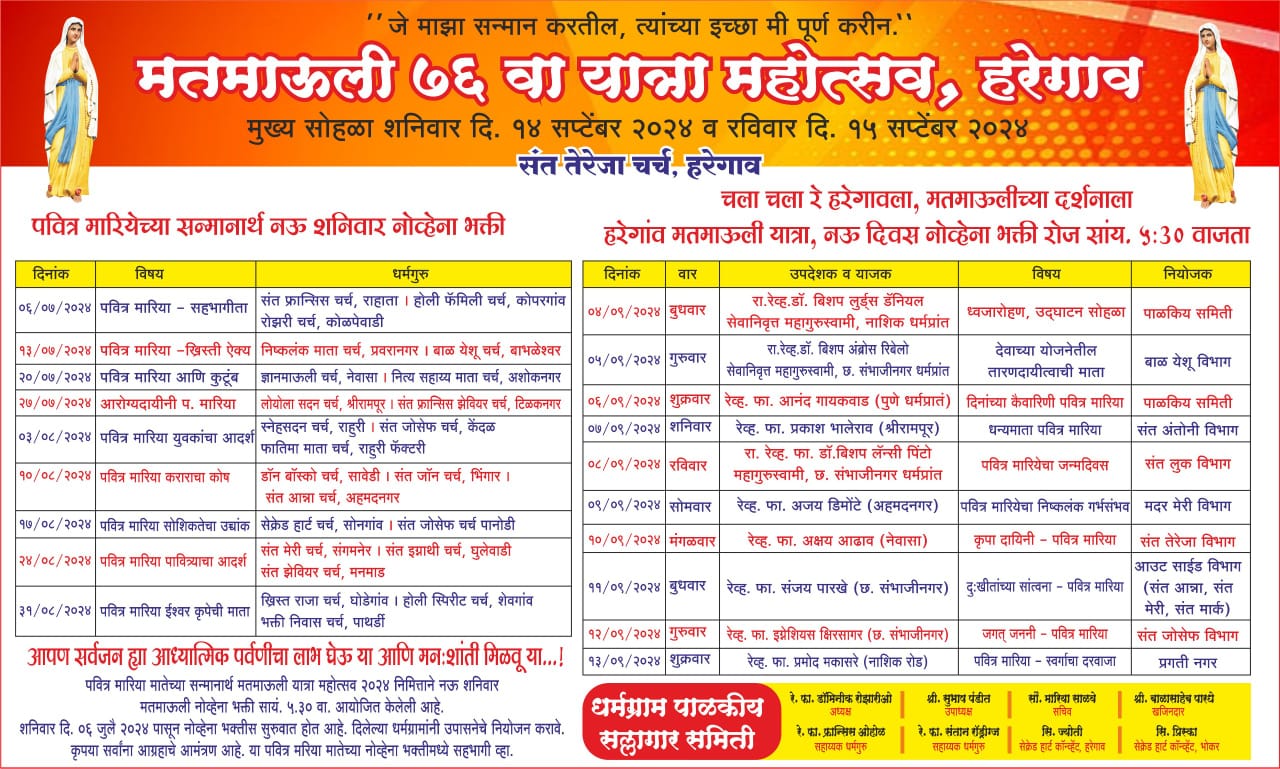 ′′ जे माझा सन्मान करतील, त्यांच्या इच्छा मी पूर्ण करीन.‵‵
मतमाऊली ७६ वा यात्रा महोत्सव, हरेगाव
मुख्य सोहळा शनिवार दि. १४ सप्टेंबर २०२४ व रविवार दि. १५ सप्टेंबर २०२४
संत तेरेजा चर्च, हरेगाव
पवित्र मारियेच्या सन्मानार्थ नऊ शनिवार नोव्हेना भक्ती
दिनांक विषय धर्मगुरु
०६/०७/२०२४ पवित्र मारिया – सहभागीता संत फ्रान्सिस चर्च, राहाता । होली फॅमिली चर्च, कोपरगांव
रोझरी चर्च, कोळपेवाडी
१३/०७/२०२४ पवित्र मारिया –ख्रिस्ती ऐक्य निष्कलंक माता चर्च, प्रवरानगर । बाळ येशू चर्च, बाभळेश्वर
२०/०७/२०२४ पवित्र मारिया आणि कुटूंब ज्ञानमाऊली चर्च, नेवासा । नित्य सहाय्य माता चर्च, अशोकनगर
२७/०७/२०२४ आरोग्यदायीनी प. मारिया लोयोला सदन चर्च, श्रीरामपूर । संत फ्रान्सिस झेवियर चर्च, टिळकनगर
०३/०८/२०२४ पवित्र मारिया युवकांचा आदर्श स्नेहसदन चर्च, राहुरी । संत जोसेफ चर्च, केंदळ
फातिमा माता चर्च, राहुरी फॅक्टरी
१०/०८/२०२४ पवित्र मारिया कराराचा कोष डॉन बॉस्को चर्च, सावेडी । संत जॉन चर्च, भिंगार ।
संत आन्ना चर्च, अहमदनगर
१७/०८/२०२४ पवित्र मारिया सोशिकतेचा उच्चांक सेक्रेड हार्ट चर्च, सोनगांव । संत जोसेफ चर्च पानोडी
२४/०८/२०२४ पवित्र मारिया पावित्र्याचा आदर्श संत मेरी चर्च, संगमनेर । संत इग्नाथी चर्च, घुलेवाडी
संत झेवियर चर्च, मनमाड
३१/०८/२०२४ पवित्र मारिया ईश्वर कृपेची माता ख्रिस्त राजा चर्च, घोडेगांव । होली स्पिरीट चर्च, शेवगांव
भक्ती निवास चर्च, पाथर्डी
आपण सर्वजन ह्या आध्यात्मिक पर्वणीचा लाभ घेऊ या आणि मन:शांती मिळवू या...!
पवित्र मारिया मातेच्या सन्मानार्थ मतमाऊली यात्रा महोत्सव २०२४ निमित्ताने नऊ शनिवार
मतमाऊली नोव्हेना भक्ती सायं. ५.३० वा. आयोजित केलेली आहे.
शनिवार दि. ०६ जुलै २०२४ पासून नोव्हेना भक्तीस सुरुवात होत आहे. दिलेल्या धर्मग्रामांनी उपासनेचे नियोजन करावे.
कृपया सर्वांना आग्रहाचे आमंत्रण आहे. या पवित्र मरिया मातेच्या नोव्हेना भक्तीमध्ये सहभागी व्हा.
चला चला रे हरेगावला, मतमाऊलीच्या दर्शनाला
हरेगांव मतमाऊली यात्रा, नऊ दिवस नोव्हेना भक्ती रोज सांय. ५:३० वाजता
दिनांक वार उपदेशक व याजक विषय नियोजक
०४/०९/२०२४ बुधवार रा.रेव्ह.डॉ. बिशप लुर्ड्स डॅनियल
सेवानिवृत्त महागुरुस्वामी, नाशिक धर्मप्रांत ध्वजारोहण, उद्घाटन सोहळा पाळकिय समिती
०५/०९/२०२४ गुरुवार रा.रेव्ह.डॉ. बिशप अंब्रोस रिबेलो
सेवानिवृत्त महागुरुस्वामी, छ. संभाजीनगर धर्मप्रांत देवाच्या योजनेतील
तारणदायीत्वाची माता बाळ येशू विभाग
०६/०९/२०२४ शुक्रवार रेव्ह. फा. आनंद गायकवाड (पुणे धर्मप्रातं) दिनांच्या कैवारिणी पवित्र मारिया पाळकिय समिती
०७/०९/२०२४ शनिवार रेव्ह. फा. प्रकाश भालेराव (श्रीरामपूर) धन्यमाता पवित्र मारिया संत अंतोनी विभाग
०८/०९/२०२४ रविवार रा. रेव्ह. फा. डॉ.बिशप लॅन्सी पिंटो
महागुरुस्वामी, छ. संभाजीनगर धर्मप्रांत पवित्र मारियेचा जन्मदिवस संत लुक विभाग
०९/०९/२०२४ सोमवार रेव्ह. फा. अजय डिमोंटे (अहमदनगर) पवित्र मारियेचा निष्कलंक गर्भसंभव मदर मेरी विभाग
१०/०९/२०२४ मंगळवार रेव्ह. फा. अक्षय आढाव (नेवासा) कृपा दायिनी – पवित्र मारिया संत तेरेजा विभाग
११/०९/२०२४ बुधवार रेव्ह. फा. संजय पारखे (छ. संभाजीनगर) दु:खीतांच्या सांत्वना – पवित्र मारिया आउट साईड विभाग
(संत आन्ना, संत
मेरी, संत मार्क)
१२/०९/२०२४ गुरुवार रेव्ह. फा. इग्नेशियस क्षिरसागर (छ. संभाजीनगर) जगत् जननी – पवित्र मारिया संत जोसेफ विभाग
१३/०९/२०२४ शुक्रवार रेव्ह. फा. प्रमोद मकासरे (नाशिक रोड) पवित्र मारिया – स्वर्गाचा दरवाजा प्रगती नगर
धर्मग्राम पाळकीय
सल्लागार समिती
रे. फा. डॉमिनीक रोझारीओ श्री. सुभाष पंडीत सौ. मारिया साळवे श्री. बाळासाहेब पारखे
अध्यक्ष उपाध्यक्ष सचिव खजिनदार
रे. फा. फ्रान्सिस ओहोळ रे. फा. संतान रॉड्रीग्ज सि. ज्योती सि. प्रिस्का
सहाय्यक धर्मगुरु सहाय्यक धर्मगुरु सेक्रेड हार्ट कॉन्व्हेंट, हरेगांव सेक्रेड हार्ट कॉन्व्हेंट, भोकर